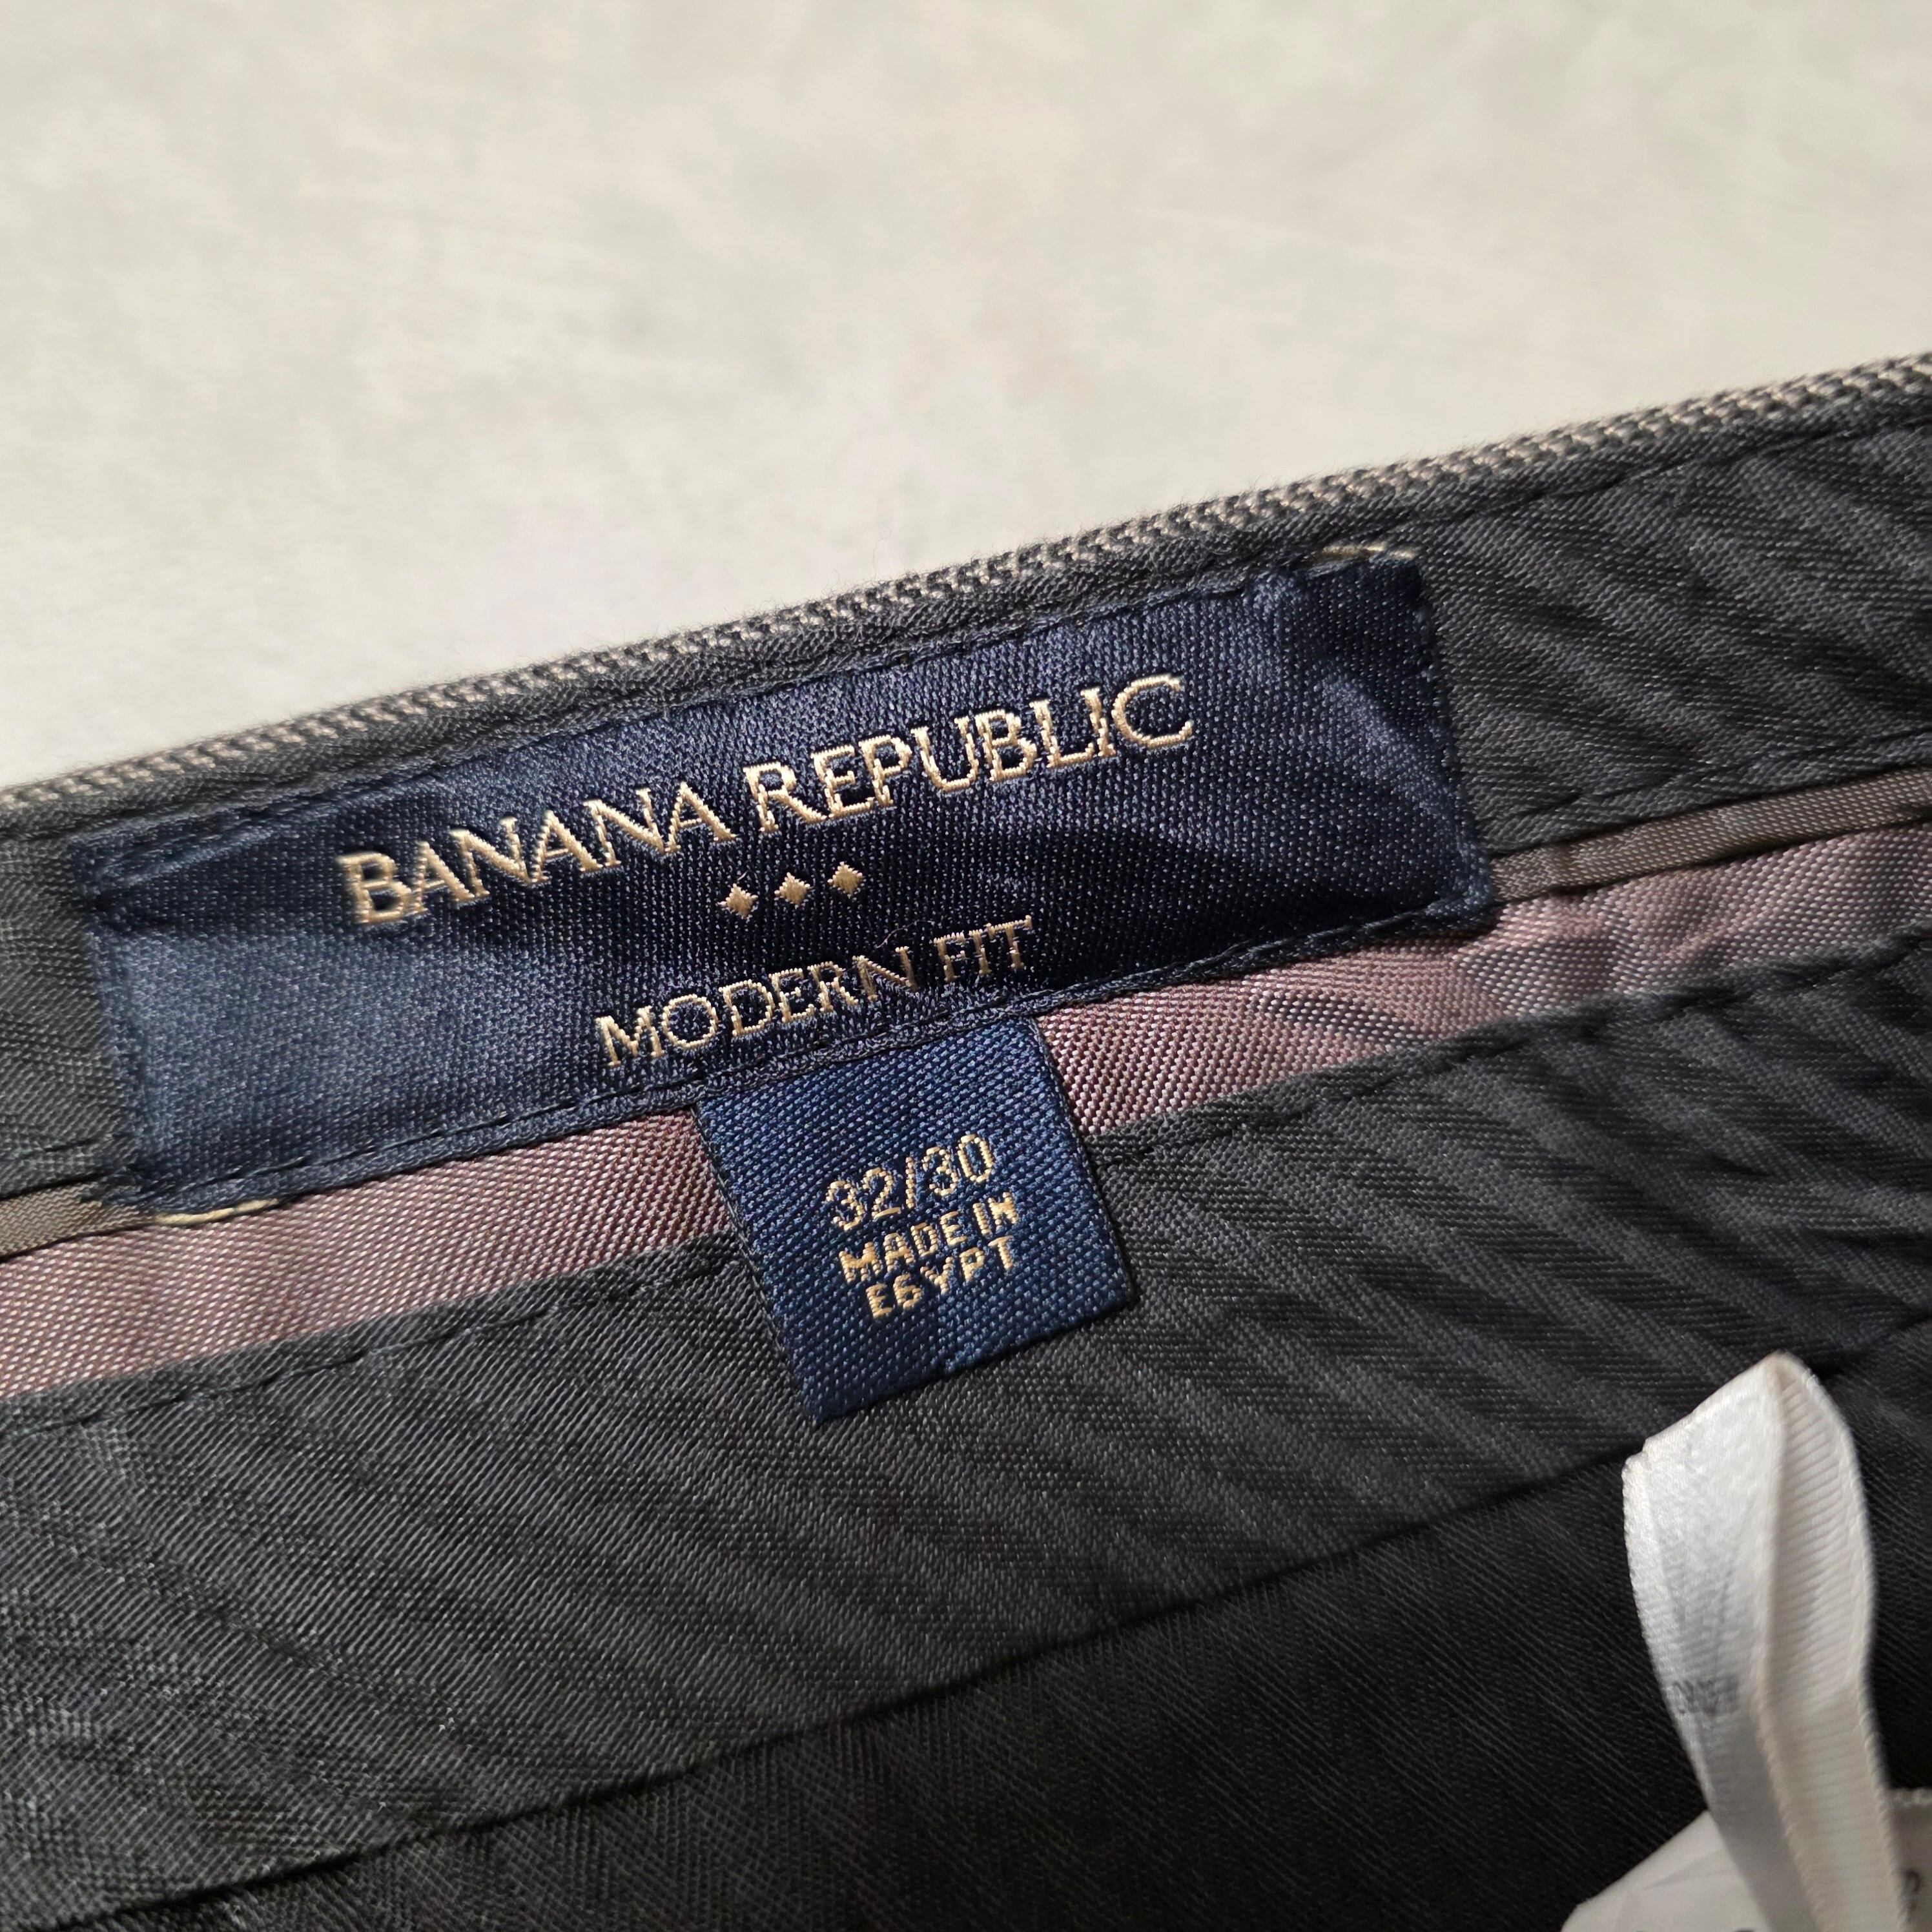 BANANA REPUBLIC
MODERN FIT
32/30
MADE IN
EGYPT